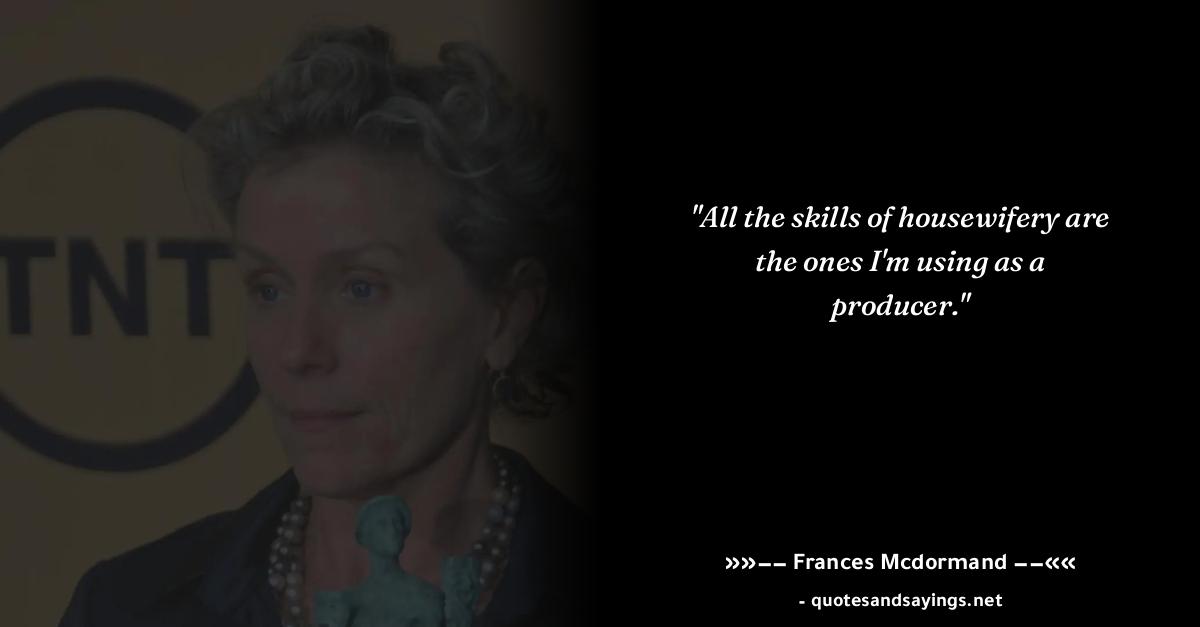 TNT
"All the skills of housewifery are
the ones I'm using as a
producer."
»»–– Frances Mcdormand ––««
- quotesandsayings.net